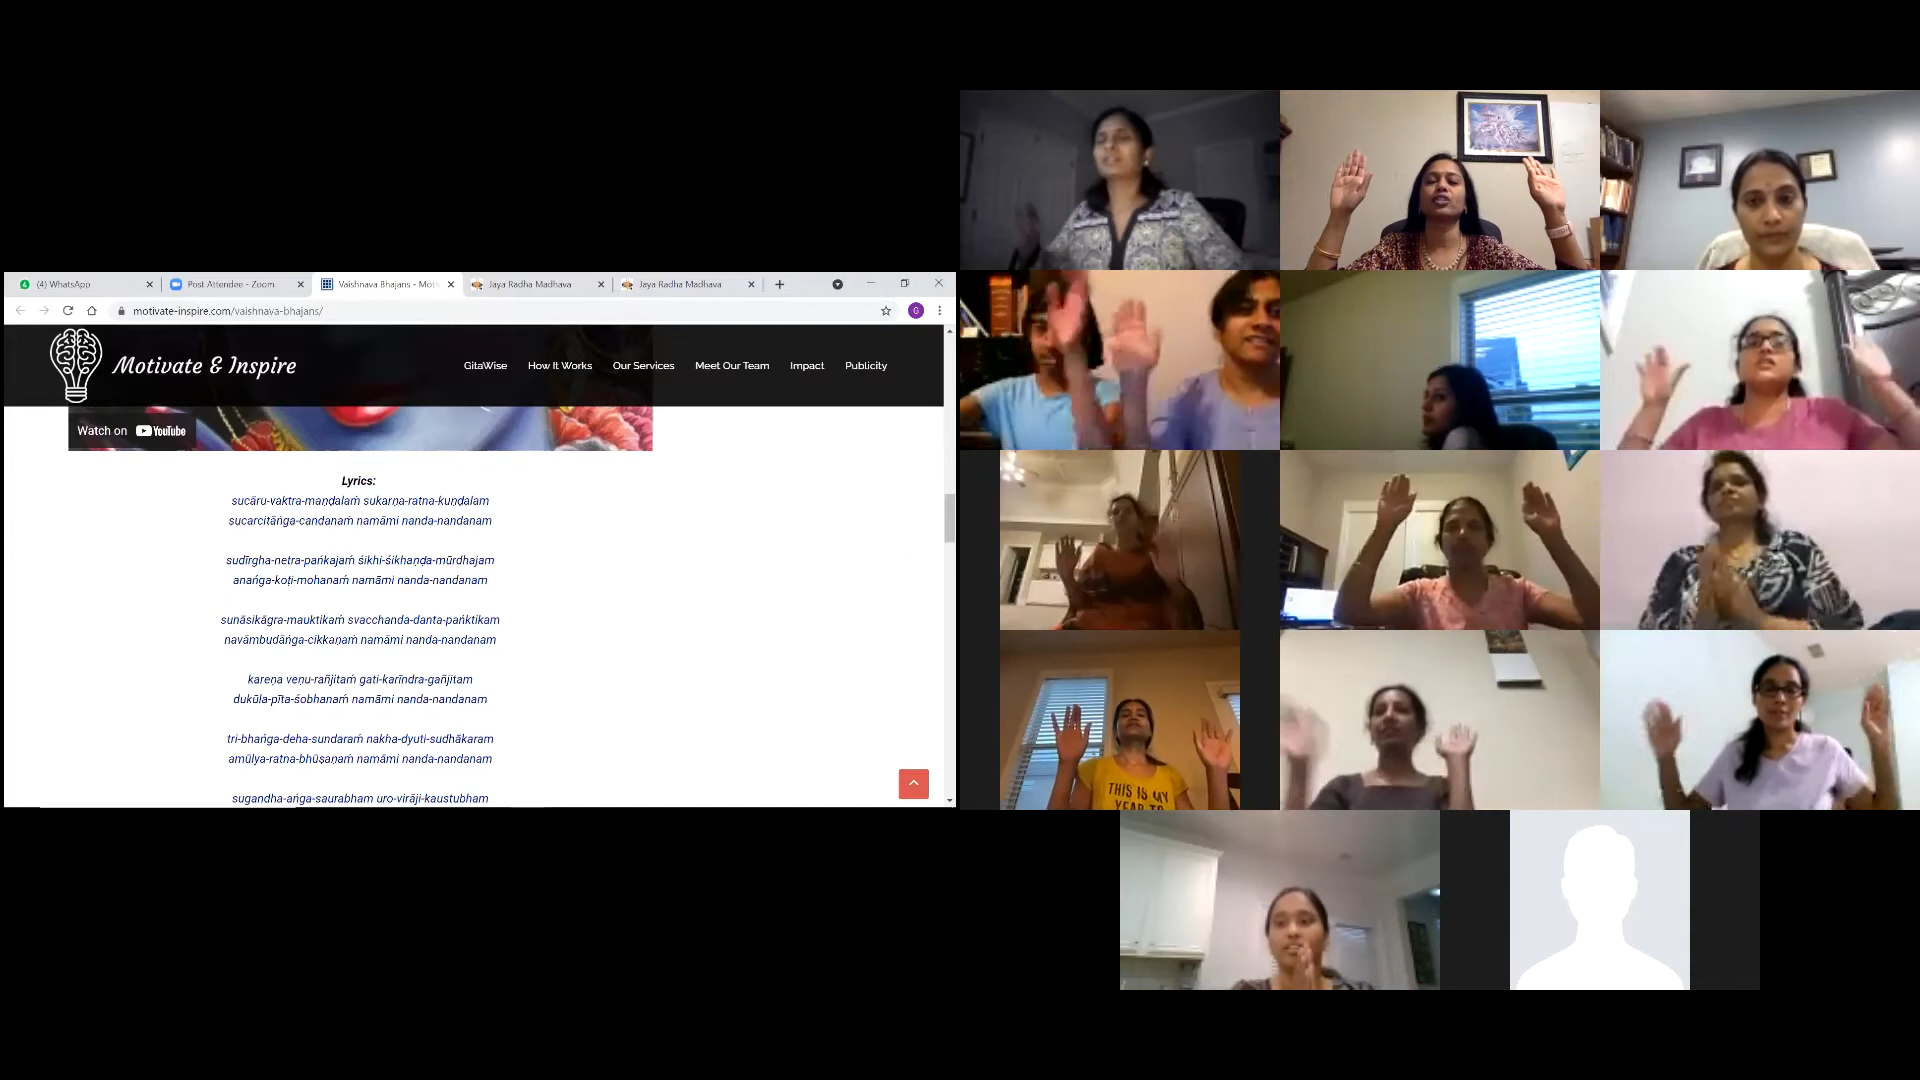 (4) WhatsApp
Post Attendee - Zoom
Vaishnava Bhajans - Moti
Jaya Radha Madhava
Jaya Radha Madhava
motivate-inspire.com/vaishnava-bhajans/
G
Motivate & Inspire
GitaWise How It Works Our Services Meet Our Team Impact Publicity
Watch on YouTube
Lyrics:
sucāru-vaktra-maṇḍalaṁ sukarṇa-ratna-kuṇḍalam
sucarcitāṅga-candanaṁ namāmi nanda-nandanam
sudīrgha-netra-paṅkajaṁ śikhi-śikhaṇḍa-mūrdhajam
anaṅga-koṭi-mohanaṁ namāmi nanda-nandanam
sunāsikāgra-mauktikaṁ svacchanda-danta-paṅktikam
navāmbudāṅga-cikkaṇaṁ namāmi nanda-nandanam
kareṇa veṇu-rañjitaṁ gati-karīndra-gañjitam
dukūla-pīta-śobhanaṁ namāmi nanda-nandanam
tri-bhaṅga-deha-sundaraṁ nakha-dyuti-sudhākaram
amūlya-ratna-bhūṣaṇaṁ namāmi nanda-nandanam
sugandha-aṅga-saurabham uro-virāji-kaustubham
THIS IS MY
YEAR TO